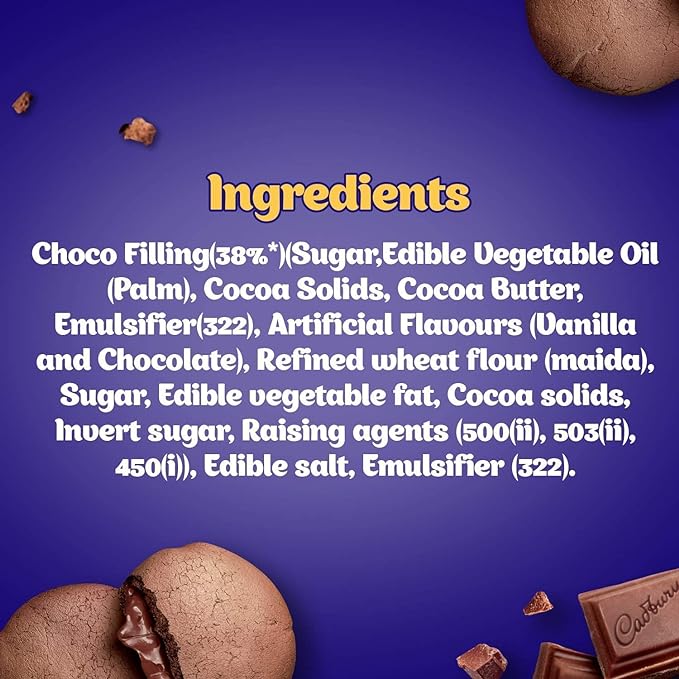 Ingredients
Choco Filling(38%*)(Sugar,Edible Vegetable Oil
(Palm), Cocoa Solids, Cocoa Butter,
Emulsifier(322), Artificial Flavours (Vanilla
and Chocolate), Refined wheat flour (maida),
Sugar, Edible vegetable fat, Cocoa solids,
Invert sugar, Raising agents (500(ii), 503(ii),
450(i)), Edible salt, Emulsifier (322).
Cadbury